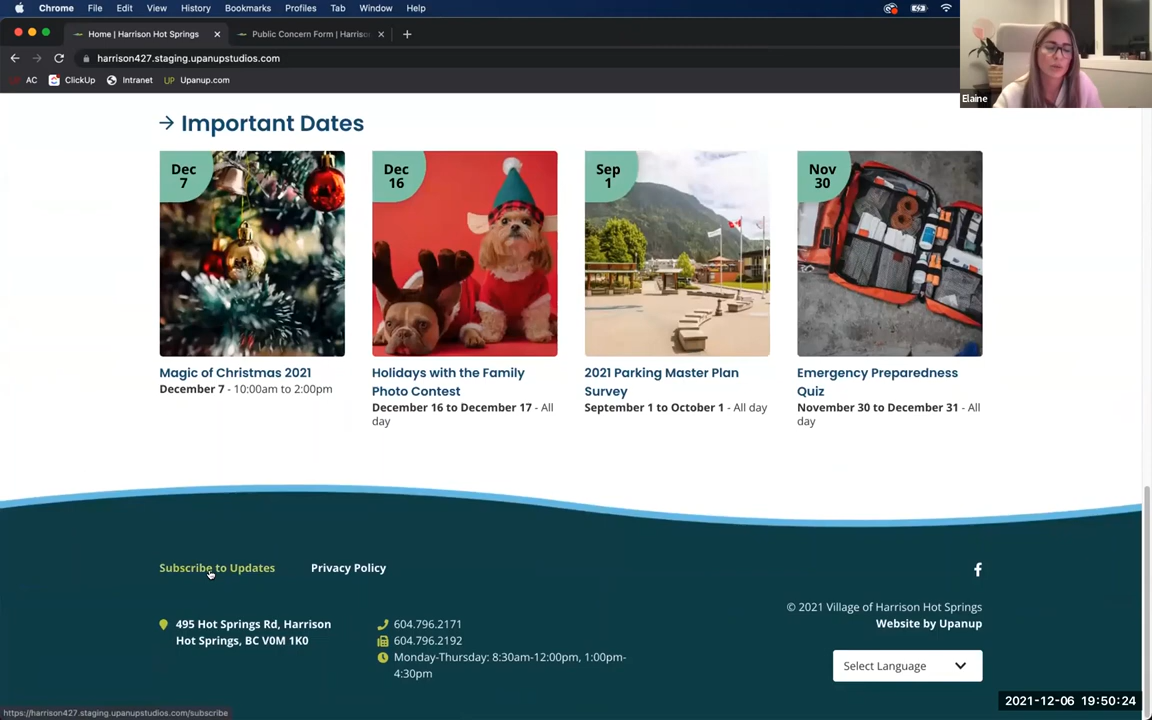 Chrome File Edit View History Bookmarks Profiles Tab Window Help
Home | Harrison Hot Springs
Public Concern Form | Harriso
harrison427.staging.upanupstudios.com
AC ClickUp Intranet UP Upanup.com
Elaine
→ Important Dates
Dec
7
Dec
16
Sep
1
Nov
30
Magic of Christmas 2021
December 7 - 10:00am to 2:00pm
Holidays with the Family
Photo Contest
December 16 to December 17 - All
day
2021 Parking Master Plan
Survey
September 1 to October 1 - All day
Emergency Preparedness
Quiz
November 30 to December 31 - All
day
Subscribe to Updates
Privacy Policy
495 Hot Springs Rd, Harrison
Hot Springs, BC V0M 1K0
604.796.2171
604.796.2192
Monday-Thursday: 8:30am-12:00pm, 1:00pm-
4:30pm
© 2021 Village of Harrison Hot Springs
Website by Upanup
Select Language
https://harrison427.staging.upanupstudios.com/subscribe
2021-12-06 19:50:24